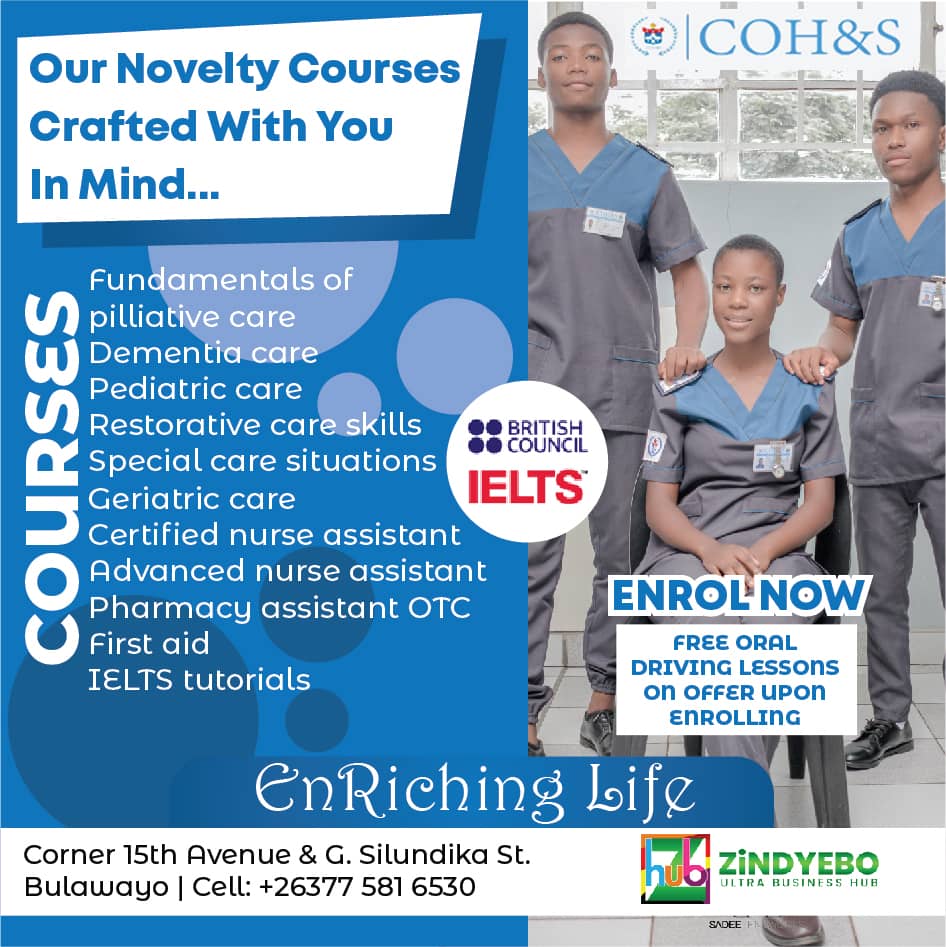 Our Novelty Courses
Crafted With You
In Mind...
COH&S
COURSES
Fundamentals of
pilliative care
Dementia care
Pediatric care
Restorative care skills
Special care situations
Geriatric care
Certified nurse assistant
Advanced nurse assistant
Pharmacy assistant OTC
First aid
IELTS tutorials
BRITISH
COUNCIL
IELTS™
ENROL NOW
FREE ORAL
DRIVING LESSONS
ON OFFER UPON
ENROLLING
EnRiching Life
Corner 15th Avenue & G. Silundika St.
Bulawayo | Cell: +26377 581 6530
hub
ZiNDYEBO
ULTRA BUSINESS HUB
SADEE